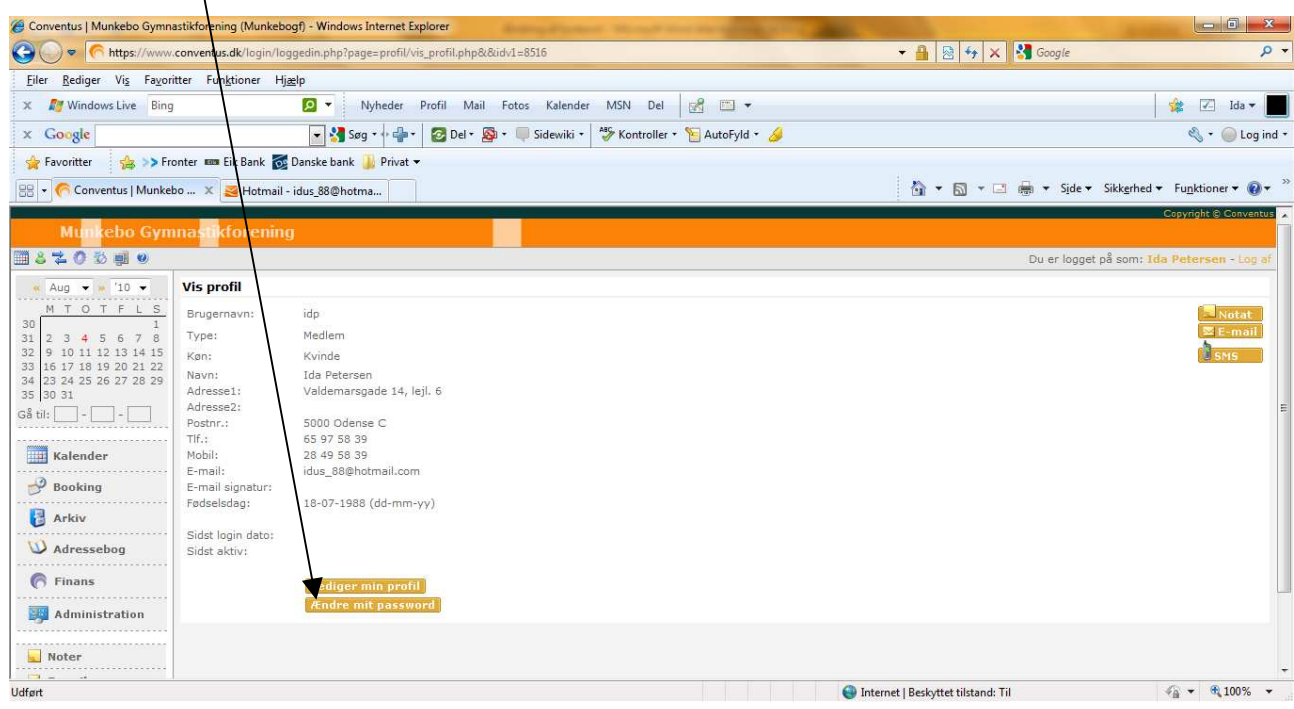 Conventus | Munkebo Gymnastikforening (Munkebogf) - Windows Internet Explorer
https://www.conventus.dk/login/loggedin.php?page=profil/vis_profil.php&&idv1=8516
Google
Filer Rediger Vis Favoritter Funktioner Hjælp
x Windows Live Bing Nyheder Profil Mail Fotos Kalender MSN Del Ida
x Google Søg Del Sidewiki Kontroller AutoFyld Log ind
Favoritter >> Fronter Eik Bank Danske bank Privat
Conventus | Munkebo ... X Hotmail - idus_88@hotma... Side Sikkerhed Funktioner »
Copyright © Conventus
Munkebo Gymnastikforening
Du er logget på som: Ida Petersen - Log af
« Aug » '10
M T O T F L S
30 1
31 2 3 4 5 6 7 8
32 9 10 11 12 13 14 15
33 16 17 18 19 20 21 22
34 23 24 25 26 27 28 29
35 30 31
Gå til: - -
Kalender
Booking
Arkiv
Adressebog
Finans
Administration
Noter
Vis profil
Brugernavn: idp
Type: Medlem
Køn: Kvinde
Navn: Ida Petersen
Adresse1: Valdemarsgade 14, lejl. 6
Adresse2:
Postnr.: 5000 Odense C
Tlf.: 65 97 58 39
Mobil: 28 49 58 39
E-mail: idus_88@hotmail.com
E-mail signatur:
Fødselsdag: 18-07-1988 (dd-mm-yy)
Sidst login dato:
Sidst aktiv:
Rediger min profil
Ændre mit password
Notat
E-mail
SMS
Udført
Internet | Beskyttet tilstand: Til
100%